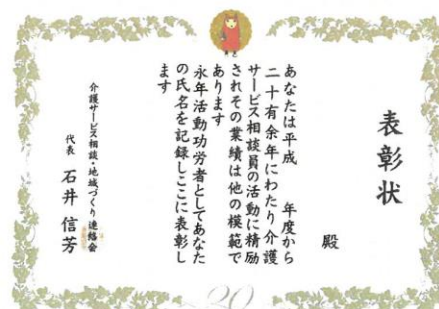 表彰状
殿
あなたは平成　　年度から
二十有余年にわたり介護
サービス相談員の活動に精励
されその業績は他の模範で
あります
永年活動功労者としてあなた
の氏名を記録しここに表彰し
ます
介護サービス相談・地域づくり連絡会
代表　石井信芳
20